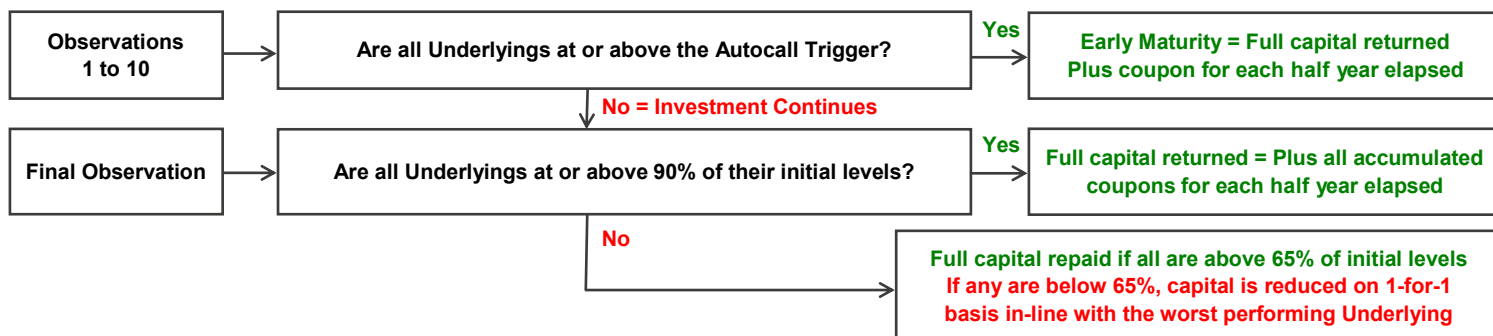 Observations
1 to 10
Are all Underlyings at or above the Autocall Trigger?
Yes
Early Maturity = Full capital returned
Plus coupon for each half year elapsed
No = Investment Continues
Final Observation
Are all Underlyings at or above 90% of their initial levels?
Yes
Full capital returned = Plus all accumulated
coupons for each half year elapsed
No
Full capital repaid if all are above 65% of initial levels
If any are below 65%, capital is reduced on 1-for-1
basis in-line with the worst performing Underlying